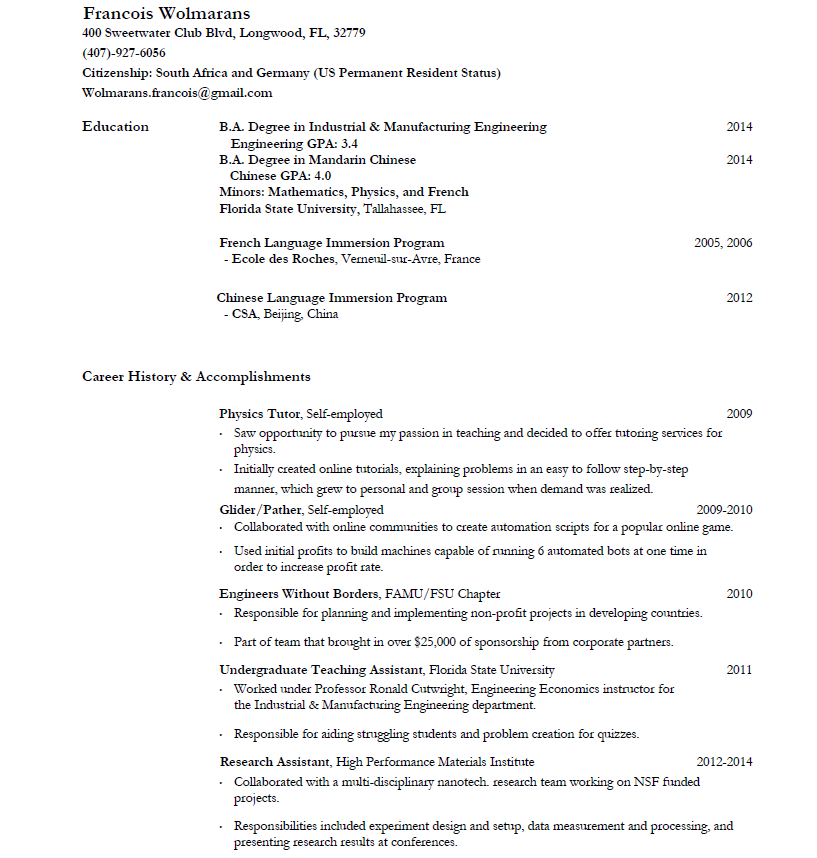 Francois Wolmarans
400 Sweetwater Club Blvd, Longwood, FL, 32779
(407)-927-6056
Citizenship: South Africa and Germany (US Permanent Resident Status)
Wolmarans.francois@gmail.com
Education B.A. Degree in Industrial & Manufacturing Engineering 2014
Engineering GPA: 3.4
B.A. Degree in Mandarin Chinese 2014
Chinese GPA: 4.0
Minors: Mathematics, Physics, and French
Florida State University, Tallahassee, FL
French Language Immersion Program 2005, 2006
- Ecole des Roches, Verneuil-sur-Avre, France
Chinese Language Immersion Program 2012
- CSA, Beijing, China
Career History & Accomplishments
Physics Tutor, Self-employed 2009
· Saw opportunity to pursue my passion in teaching and decided to offer tutoring services for
physics.
· Initially created online tutorials, explaining problems in an easy to follow step-by-step
manner, which grew to personal and group session when demand was realized.
Glider/Pather, Self-employed 2009-2010
· Collaborated with online communities to create automation scripts for a popular online game.
· Used initial profits to build machines capable of running 6 automated bots at one time in
order to increase profit rate.
Engineers Without Borders, FAMU/FSU Chapter 2010
· Responsible for planning and implementing non-profit projects in developing countries.
· Part of team that brought in over $25,000 of sponsorship from corporate partners.
Undergraduate Teaching Assistant, Florida State University 2011
· Worked under Professor Ronald Cutwright, Engineering Economics instructor for
the Industrial & Manufacturing Engineering department.
· Responsible for aiding struggling students and problem creation for quizzes.
Research Assistant, High Performance Materials Institute 2012-2014
· Collaborated with a multi-disciplinary nanotech. research team working on NSF funded
projects.
· Responsibilities included experiment design and setup, data measurement and processing, and
presenting research results at conferences.